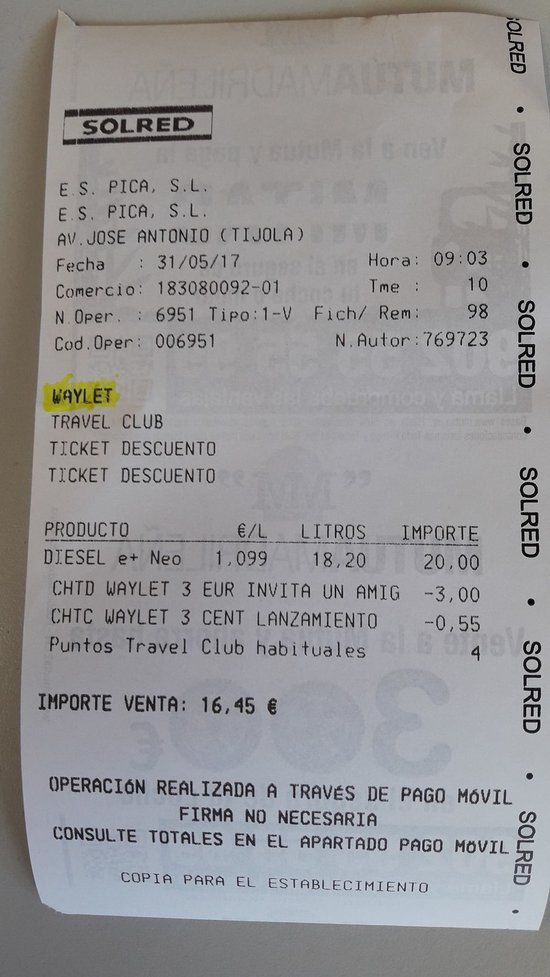 SOLRED
E.S. PICA, S.L.
E.S. PICA, S.L.
AV.JOSE ANTONIO (TIJOLA)
Fecha : 31/05/17 Hora: 09:03
Comercio: 183080092-01 Tme : 10
N.Oper. : 6951 Tipo:1-V Fich/ Rem: 98
Cod.Oper: 006951 N.Autor:769723
WAYLET
TRAVEL CLUB
TICKET DESCUENTO
TICKET DESCUENTO
PRODUCTO €/L LITROS IMPORTE
DIESEL e+ Neo 1,099 18,20 20,00
CHTD WAYLET 3 EUR INVITA UN AMIG -3,00
CHTC WAYLET 3 CENT LANZAMIENTO -0,55
Puntos Travel Club habituales 4
IMPORTE VENTA: 16,45 €
OPERACIÓN REALIZADA A TRAVÉS DE PAGO MÓVIL
FIRMA NO NECESARIA
CONSULTE TOTALES EN EL APARTADO PAGO MÓVIL
COPIA PARA EL ESTABLECIMIENTO
SOLRED • SOLRED • SOLRED • SOLRED • SOLRED • SOLRED • SOLRED •